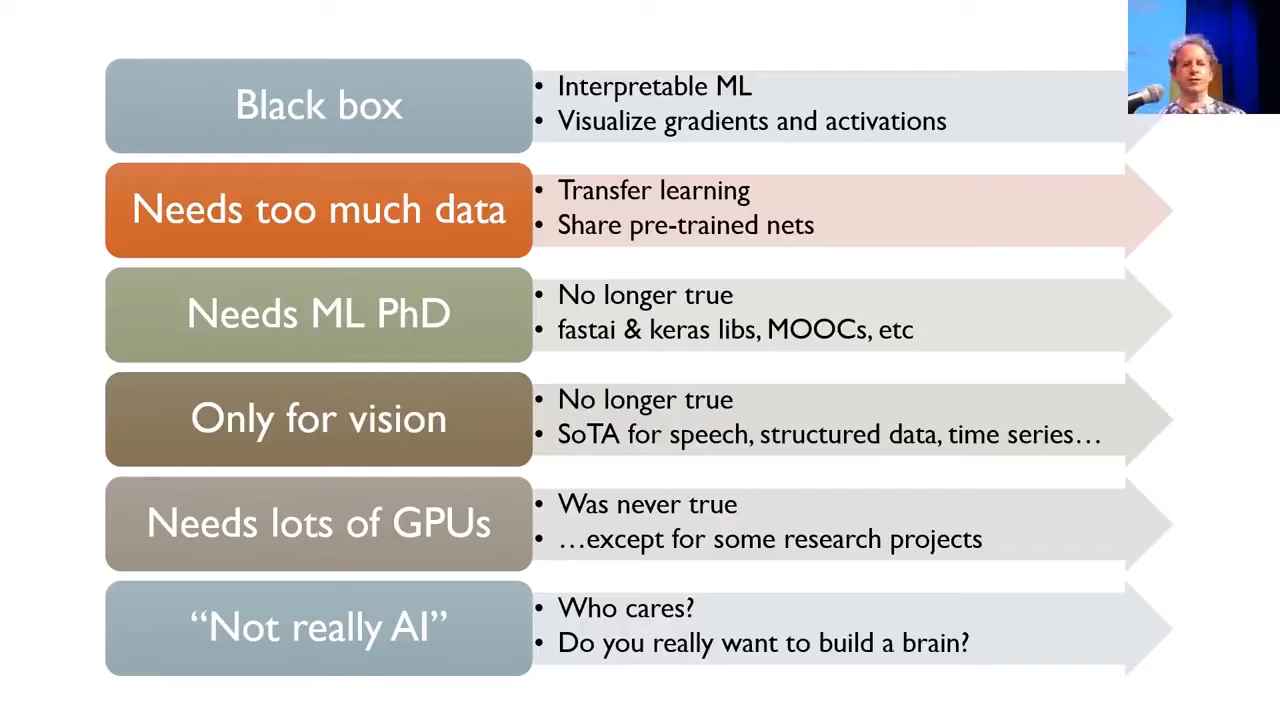 Black box
• Interpretable ML
• Visualize gradients and activations
Needs too much data
• Transfer learning
• Share pre-trained nets
Needs ML PhD
• No longer true
• fastai & keras libs, MOOCs, etc
Only for vision
• No longer true
• SoTA for speech, structured data, time series…
Needs lots of GPUs
• Was never true
• …except for some research projects
“Not really AI”
• Who cares?
• Do you really want to build a brain?